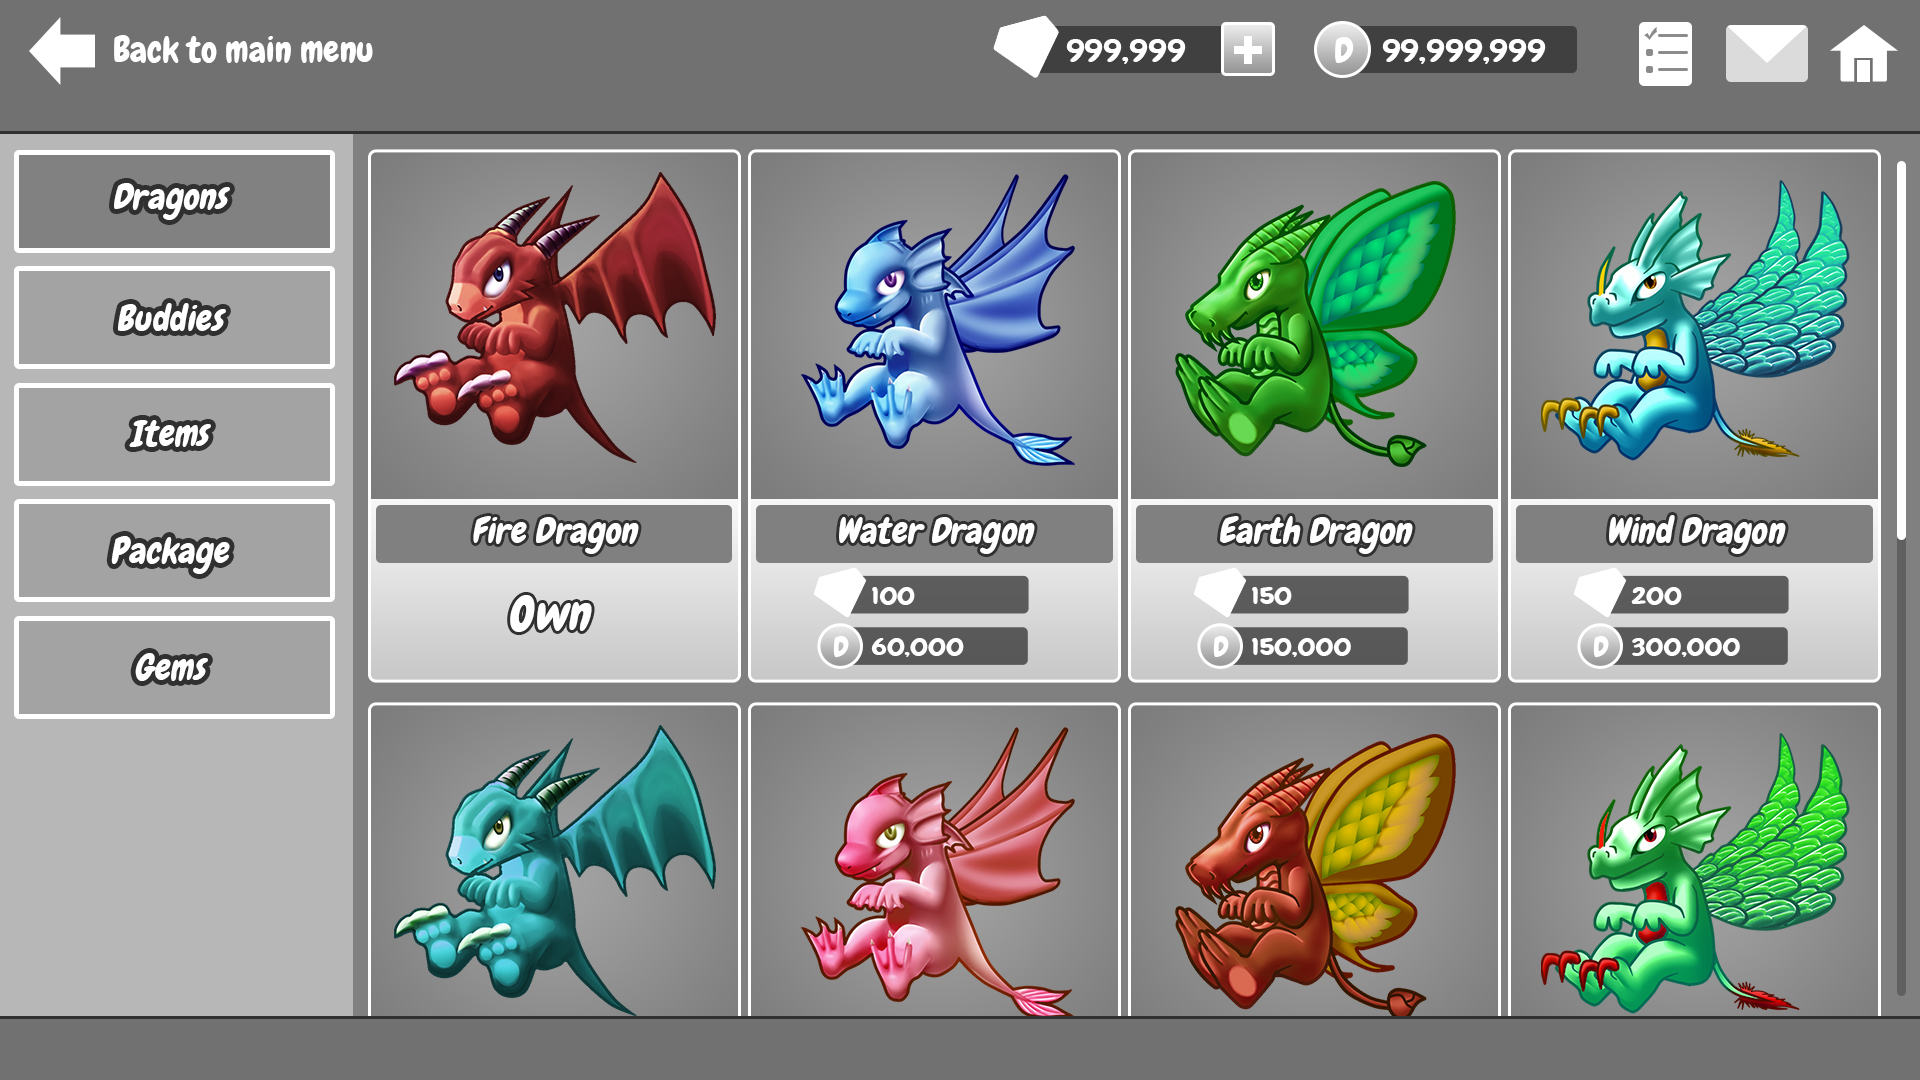 Back to main menu
999,999
D
99,999,999
Dragons
Buddies
Items
Package
Gems
Fire Dragon
Own
Water Dragon
100
D
60,000
Earth Dragon
150
D
150,000
Wind Dragon
200
D
300,000